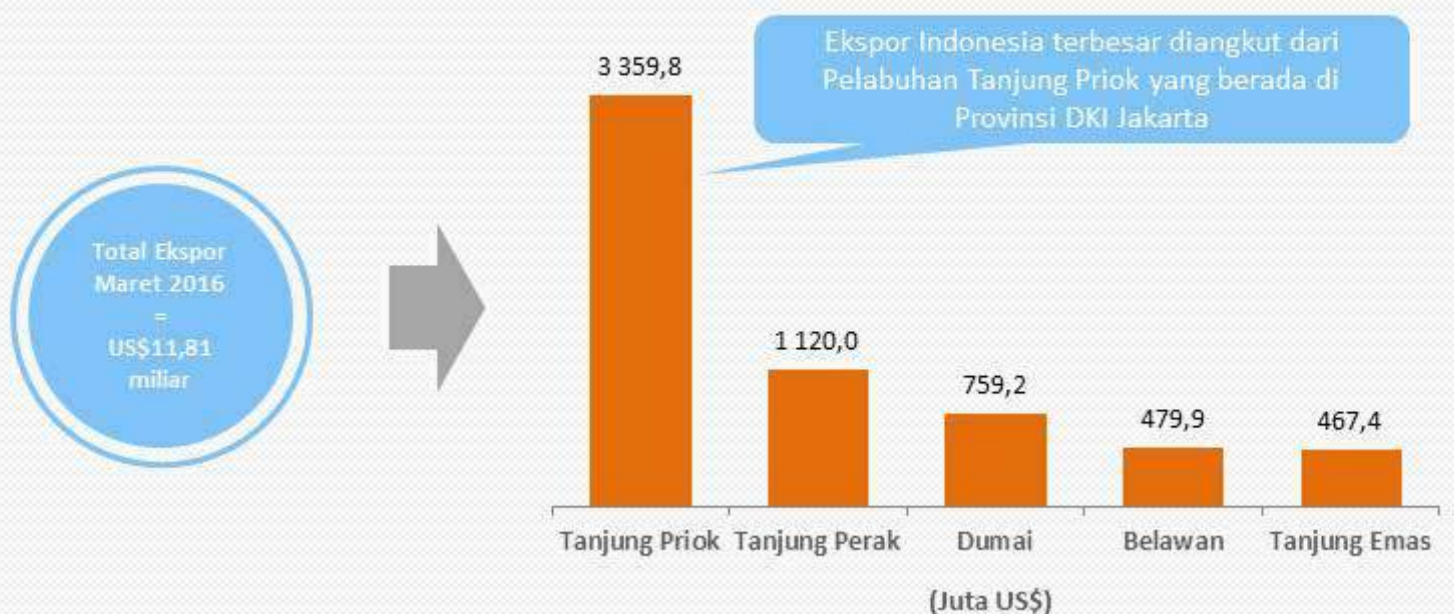 Ekspor Indonesia terbesar diangkut dari
Pelabuhan Tanjung Priok yang berada di
Provinsi DKI Jakarta
Total Ekspor
Maret 2016
=
US$11,81
miliar
3 359,8
1 120,0
759,2
479,9
467,4
Tanjung Priok
Tanjung Perak
Dumai
Belawan
Tanjung Emas
(Juta US$)